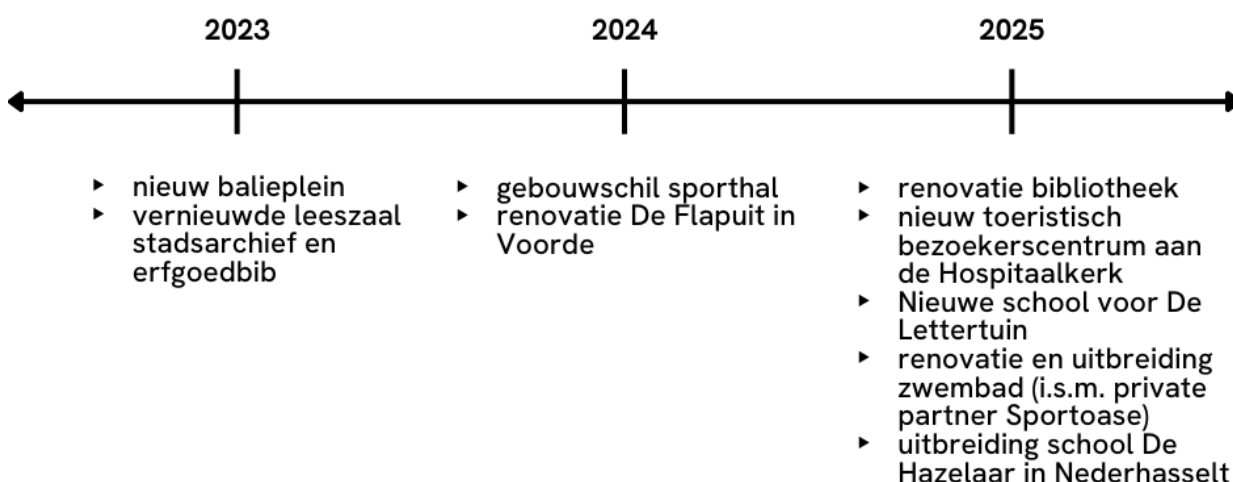 2023
2024
2025
‣ nieuw balieplein
‣ vernieuwde leeszaal
stadsarchief en
erfgoedbib
‣ gebouwschil sporthal
‣ renovatie De Flapuit in
Voorde
‣ renovatie bibliotheek
‣ nieuw toeristisch
bezoekerscentrum aan
de Hospitaalkerk
‣ Nieuwe school voor De
Lettertuin
‣ renovatie en uitbreiding
zwembad (i.s.m. private
partner Sportoase)
‣ uitbreiding school De
Hazelaar in Nederhasselt